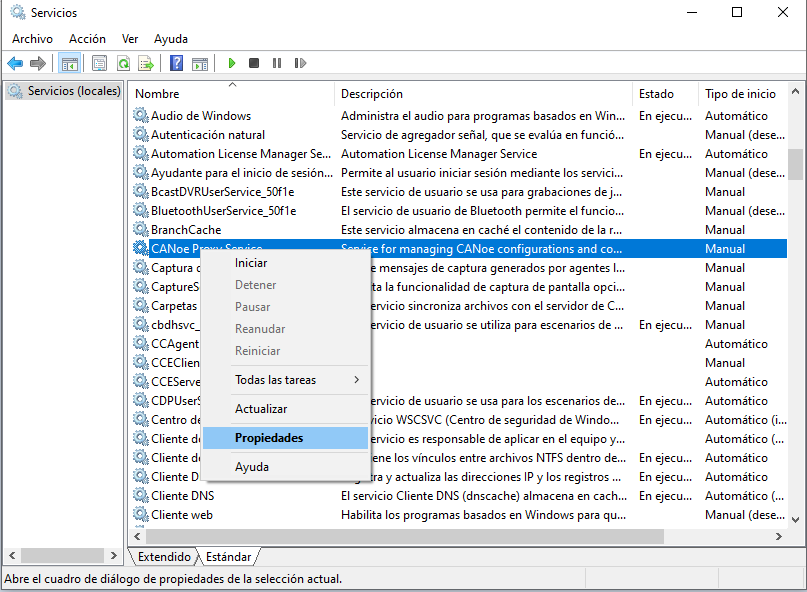 Servicios
Archivo Acción Ver Ayuda
Servicios (locales)
Nombre Descripción Estado Tipo de inicio
Audio de Windows Administra el audio para programas basados en Win... En ejecu... Automático
Autenticación natural Servicio de agregador señal, que se evalúa en funció... Manual (dese...
Automation License Manager Se... Automation License Manager Service En ejecu... Automático
Ayudante para el inicio de sesión... Permite al usuario iniciar sesión mediante los servici... Manual (dese...
BcastDVRUserService_50f1e Este servicio de usuario se usa para grabaciones de j... Manual
BluetoothUserService_50f1e El servicio de usuario de Bluetooth permite el funcio... Manual (dese...
BranchCache Este servicio almacena en caché el contenido de la r... Manual
CANoe Proxy Service Service for managing CANoe configurations and co... Manual
Captura mensajes de captura generados por agentes l... Manual
CaptureS ta la funcionalidad de captura de pantalla opci... Manual
Carpetas ervicio sincroniza archivos con el servidor de C... Manual
cbdhsvc_ ervicio de usuario se utiliza para escenarios de ... En ejecu... Manual
CCAgent Automático
CCEClien Manual
CCEServe Automático
CDPUserS ervicio de usuario se usa para los escenarios de... En ejecu... Automático
Centro de icio WSCSVC (Centro de seguridad de Windo... En ejecu... Automático (i...
Cliente d ervicio es responsable de aplicar en el equipo y... Automático (...
Cliente d ene los vínculos entre archivos NTFS dentro de... En ejecu... Automático
Cliente D ra y actualiza las direcciones IP y los registros ... En ejecu... Automático
Cliente DNS El servicio Cliente DNS (dnscache) almacena en cach... En ejecu... Automático (...
Cliente web Habilita los programas basados en Windows para qu... Manual (dese...
Iniciar
Detener
Pausar
Reanudar
Reiniciar
Todas las tareas
Actualizar
Propiedades
Ayuda
Extendido Estándar
Abre el cuadro de diálogo de propiedades de la selección actual.